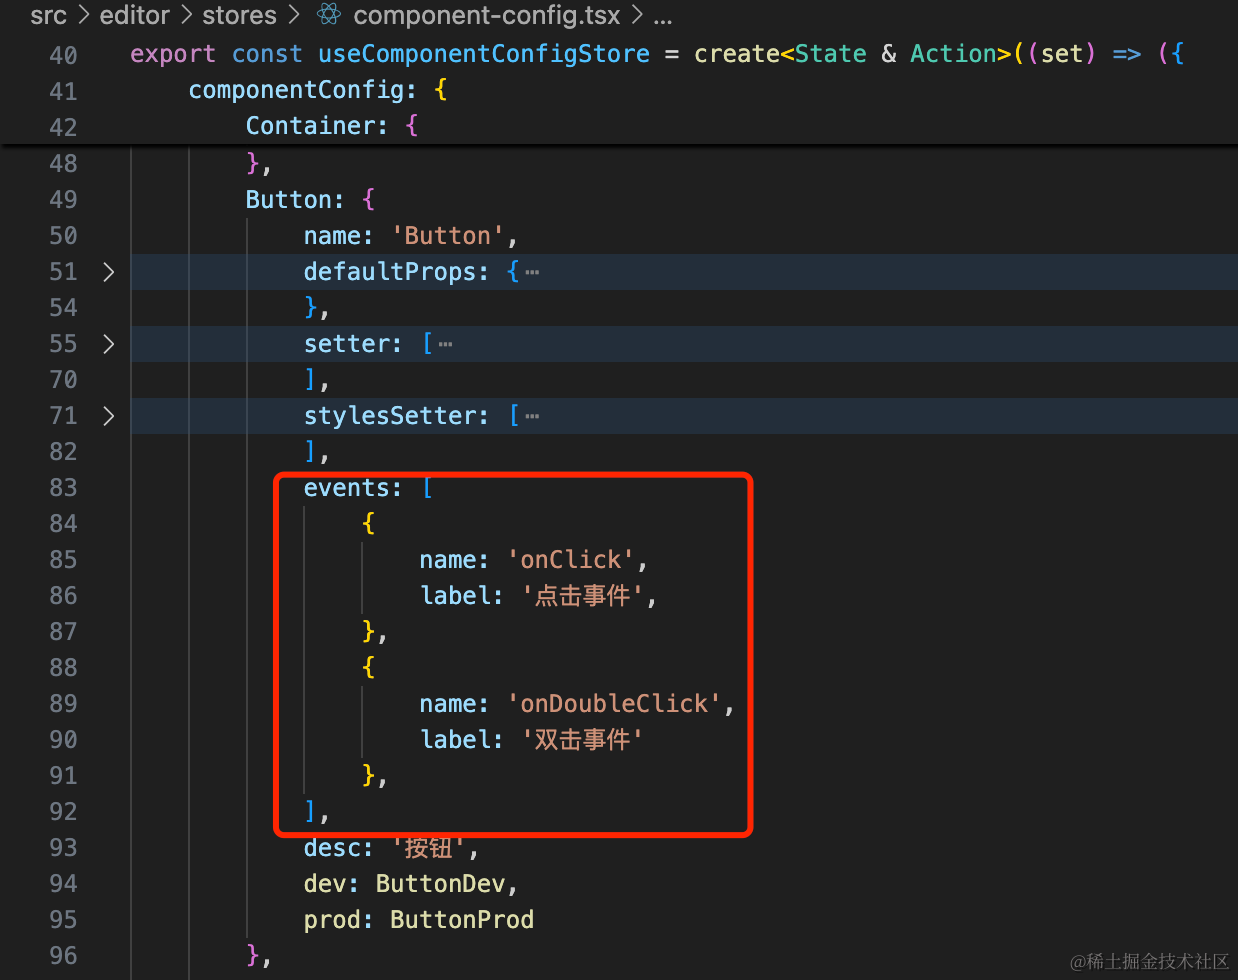 src > editor > stores > component-config.tsx > ...
40 export const useComponentConfigStore = create<State & Action>((set) => ({
41 componentConfig: {
42 Container: {
48 },
49 Button: {
50 name: 'Button',
51 defaultProps: {…
54 },
55 setter: […
70 ],
71 stylesSetter: […
82 ],
83 events: [
84 {
85 name: 'onClick',
86 label: '点击事件',
87 },
88 {
89 name: 'onDoubleClick',
90 label: '双击事件'
91 },
92 ],
93 desc: '按钮',
94 dev: ButtonDev,
95 prod: ButtonProd
96 },
@稀土掘金技术社区